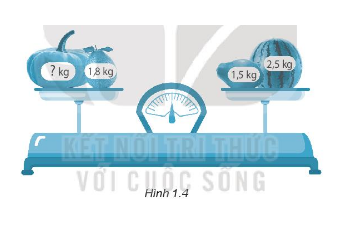 ? kg
1,8 kg
1,5 kg
2,5 kg
KẾT NỐI TRI THỨC
VỚI CUỘC SỐNG
Hình 1.4